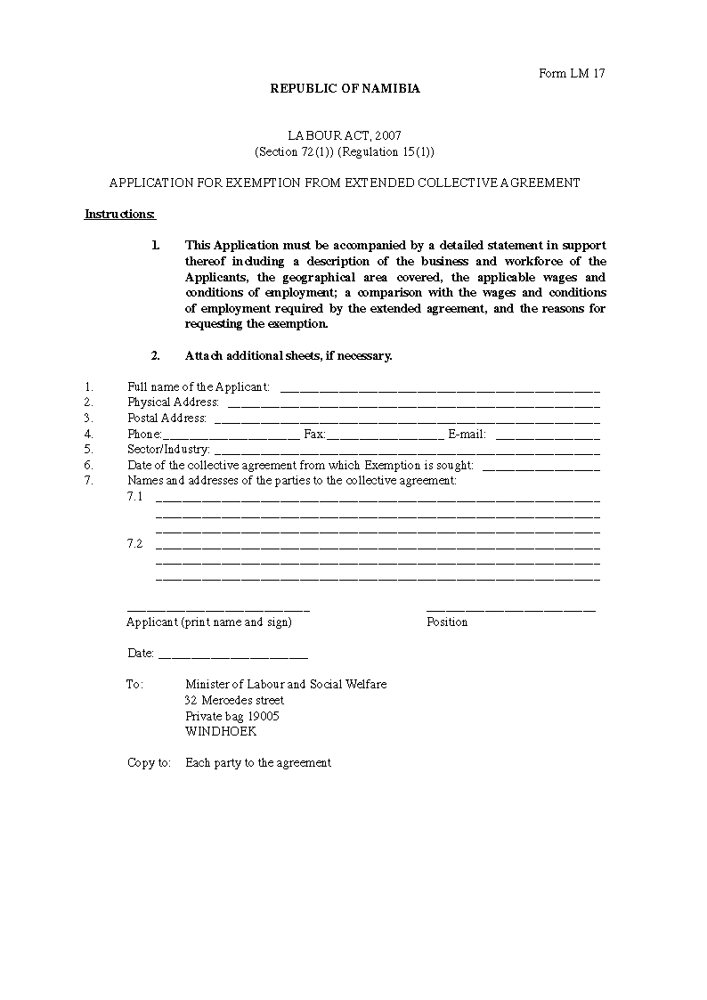 Form LM 17
REPUBLIC OF NAMIBIA
LABOUR ACT, 2007
(Section 72(1)) (Regulation 15(1))
APPLICATION FOR EXEMPTION FROM EXTENDED COLLECTIVE AGREEMENT
Instructions:
1. This Application must be accompanied by a detailed statement in support
thereof including a description of the business and workforce of the
Applicants, the geographical area covered, the applicable wages and
conditions of employment; a comparison with the wages and conditions
of employment required by the extended agreement, and the reasons for
requesting the exemption.
2. Attach additional sheets, if necessary.
1. Full name of the Applicant: ____________________
2. Physical Address: ____________________
3. Postal Address: ____________________
4. Phone:____________________ Fax:____________________ E-mail: ____________________
5. Sector/Industry: ____________________
6. Date of the collective agreement from which Exemption is sought: ____________________
7. Names and addresses of the parties to the collective agreement:
7.1 ____________________
____________________
____________________
7.2 ____________________
____________________
____________________
____________________ ____________________
Applicant (print name and sign) Position
Date: ____________________
To: Minister of Labour and Social Welfare
32 Mercedes street
Private bag 19005
WINDHOEK
Copy to: Each party to the agreement